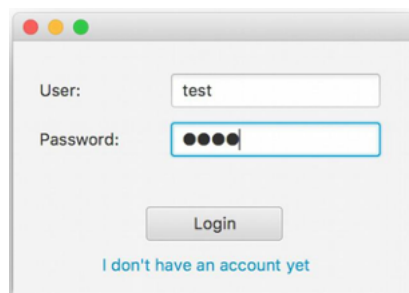 User: test
Password: ●●●●
Login
I don't have an account yet